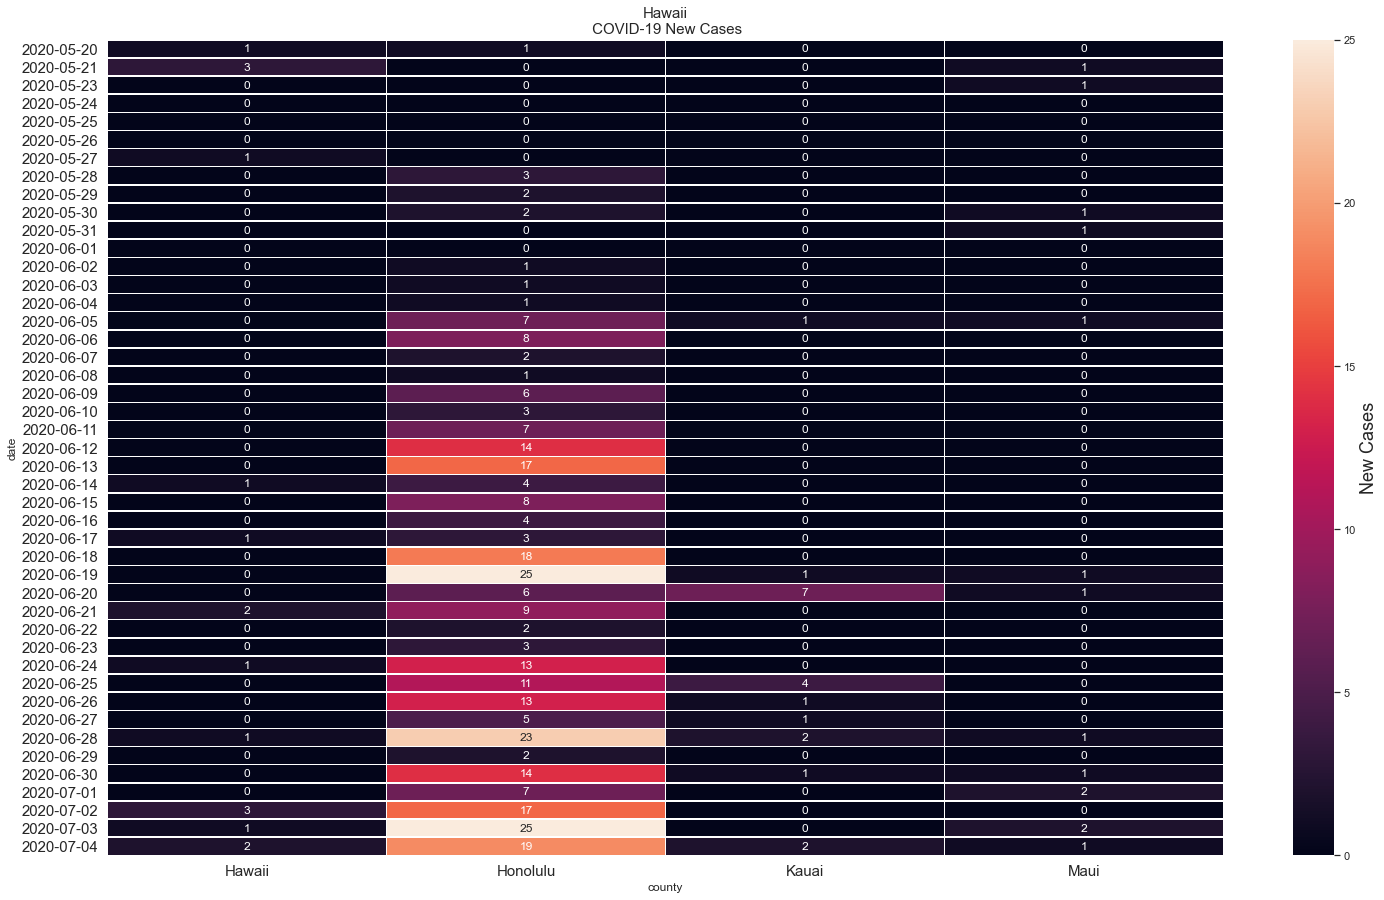 Hawaii
COVID-19 New Cases
2020-05-20 1 1 0 0
2020-05-21 3 0 0 1
2020-05-23 0 0 0 1
2020-05-24 0 0 0 0
2020-05-25 0 0 0 0
2020-05-26 0 0 0 0
2020-05-27 1 0 0 0
2020-05-28 0 3 0 0
2020-05-29 0 2 0 0
2020-05-30 0 2 0 1
2020-05-31 0 0 0 1
2020-06-01 0 0 0 0
2020-06-02 0 1 0 0
2020-06-03 0 1 0 0
2020-06-04 0 1 0 0
2020-06-05 0 7 1 1
2020-06-06 0 8 0 0
2020-06-07 0 2 0 0
2020-06-08 0 1 0 0
2020-06-09 0 6 0 0
2020-06-10 0 3 0 0
2020-06-11 0 7 0 0
2020-06-12 0 14 0 0
2020-06-13 0 17 0 0
2020-06-14 1 4 0 0
2020-06-15 0 8 0 0
2020-06-16 0 4 0 0
2020-06-17 1 3 0 0
2020-06-18 0 18 0 0
2020-06-19 0 25 1 1
2020-06-20 0 6 7 1
2020-06-21 2 9 0 0
2020-06-22 0 2 0 0
2020-06-23 0 3 0 0
2020-06-24 1 13 0 0
2020-06-25 0 11 4 0
2020-06-26 0 13 1 0
2020-06-27 0 5 1 0
2020-06-28 1 23 2 1
2020-06-29 0 2 0 0
2020-06-30 0 14 1 1
2020-07-01 0 7 0 2
2020-07-02 3 17 0 0
2020-07-03 1 25 0 2
2020-07-04 2 19 2 1
Hawaii Honolulu Kauai Maui
county
date
25
20
15
10
5
0
New Cases